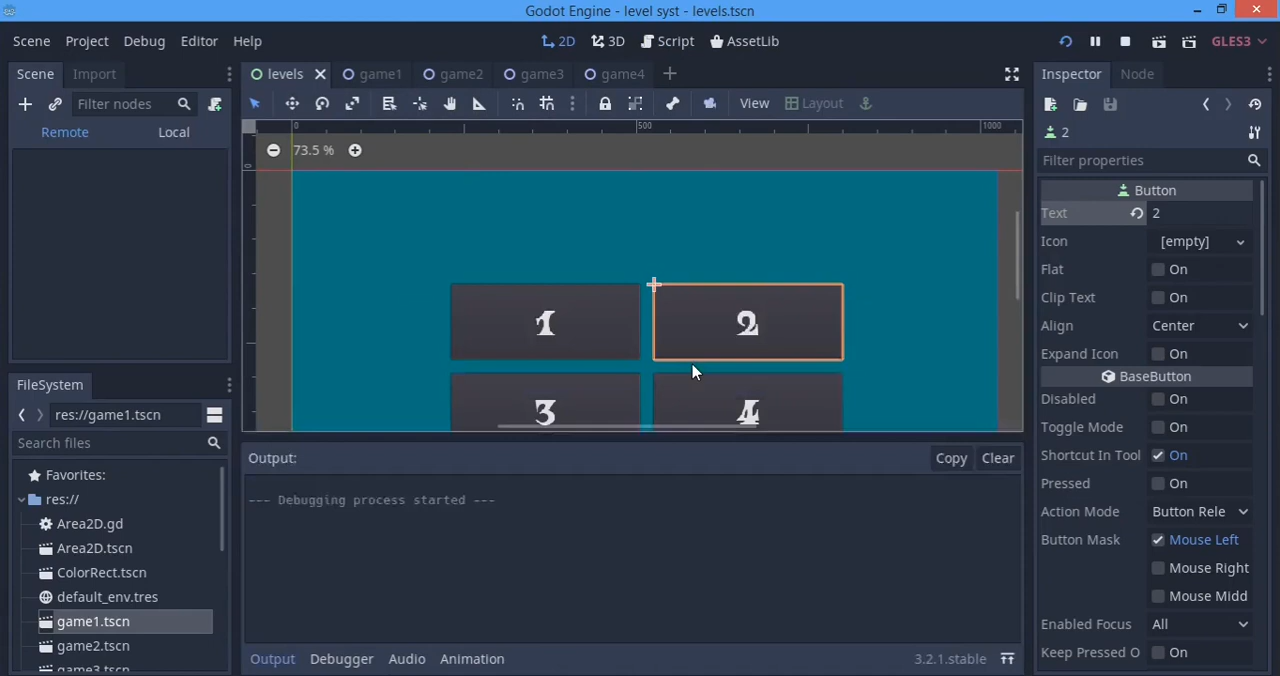 Godot Engine - level syst - levels.tscn
Scene Project Debug Editor Help
2D 3D Script AssetLib
GLES3
Scene Import
levels game1 game2 game3 game4
Inspector Node
Filter nodes
View Layout
Remote Local
0 500 1000
0
73.5 %
2
Filter properties
Button
Text 2
Icon [empty]
Flat On
Clip Text On
Align Center
Expand Icon On
BaseButton
Disabled On
Toggle Mode On
Shortcut In Tool On
Pressed On
Action Mode Button Rele
Button Mask Mouse Left
Mouse Right
Mouse Midd
Enabled Focus All
Keep Pressed O On
1 2
3 4
FileSystem
res://game1.tscn
Search files
Favorites:
res://
Area2D.gd
Area2D.tscn
ColorRect.tscn
default_env.tres
game1.tscn
game2.tscn
game3.tscn
Output: Copy Clear
--- Debugging process started ---
Output Debugger Audio Animation 3.2.1.stable